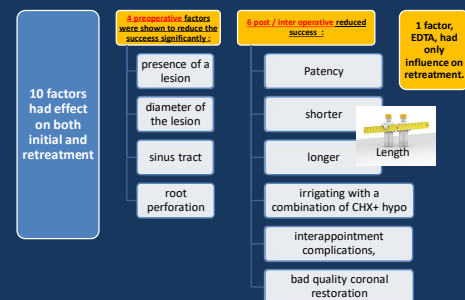 10 factors
had effect
on both
initial and
retreatment
4 preoperative factors
were shown to reduce the
succcess significantly :
presence of a
lesion
diameter of
the lesion
sinus tract
root
perforation
6 post / inter operative reduced
success :
Patency
shorter
longer
Length
irrigating with a
combination of CHX+ hypo
interappointment
complications,
bad quality coronal
restoration
1 factor,
EDTA, had
only
influence on
retreatment.